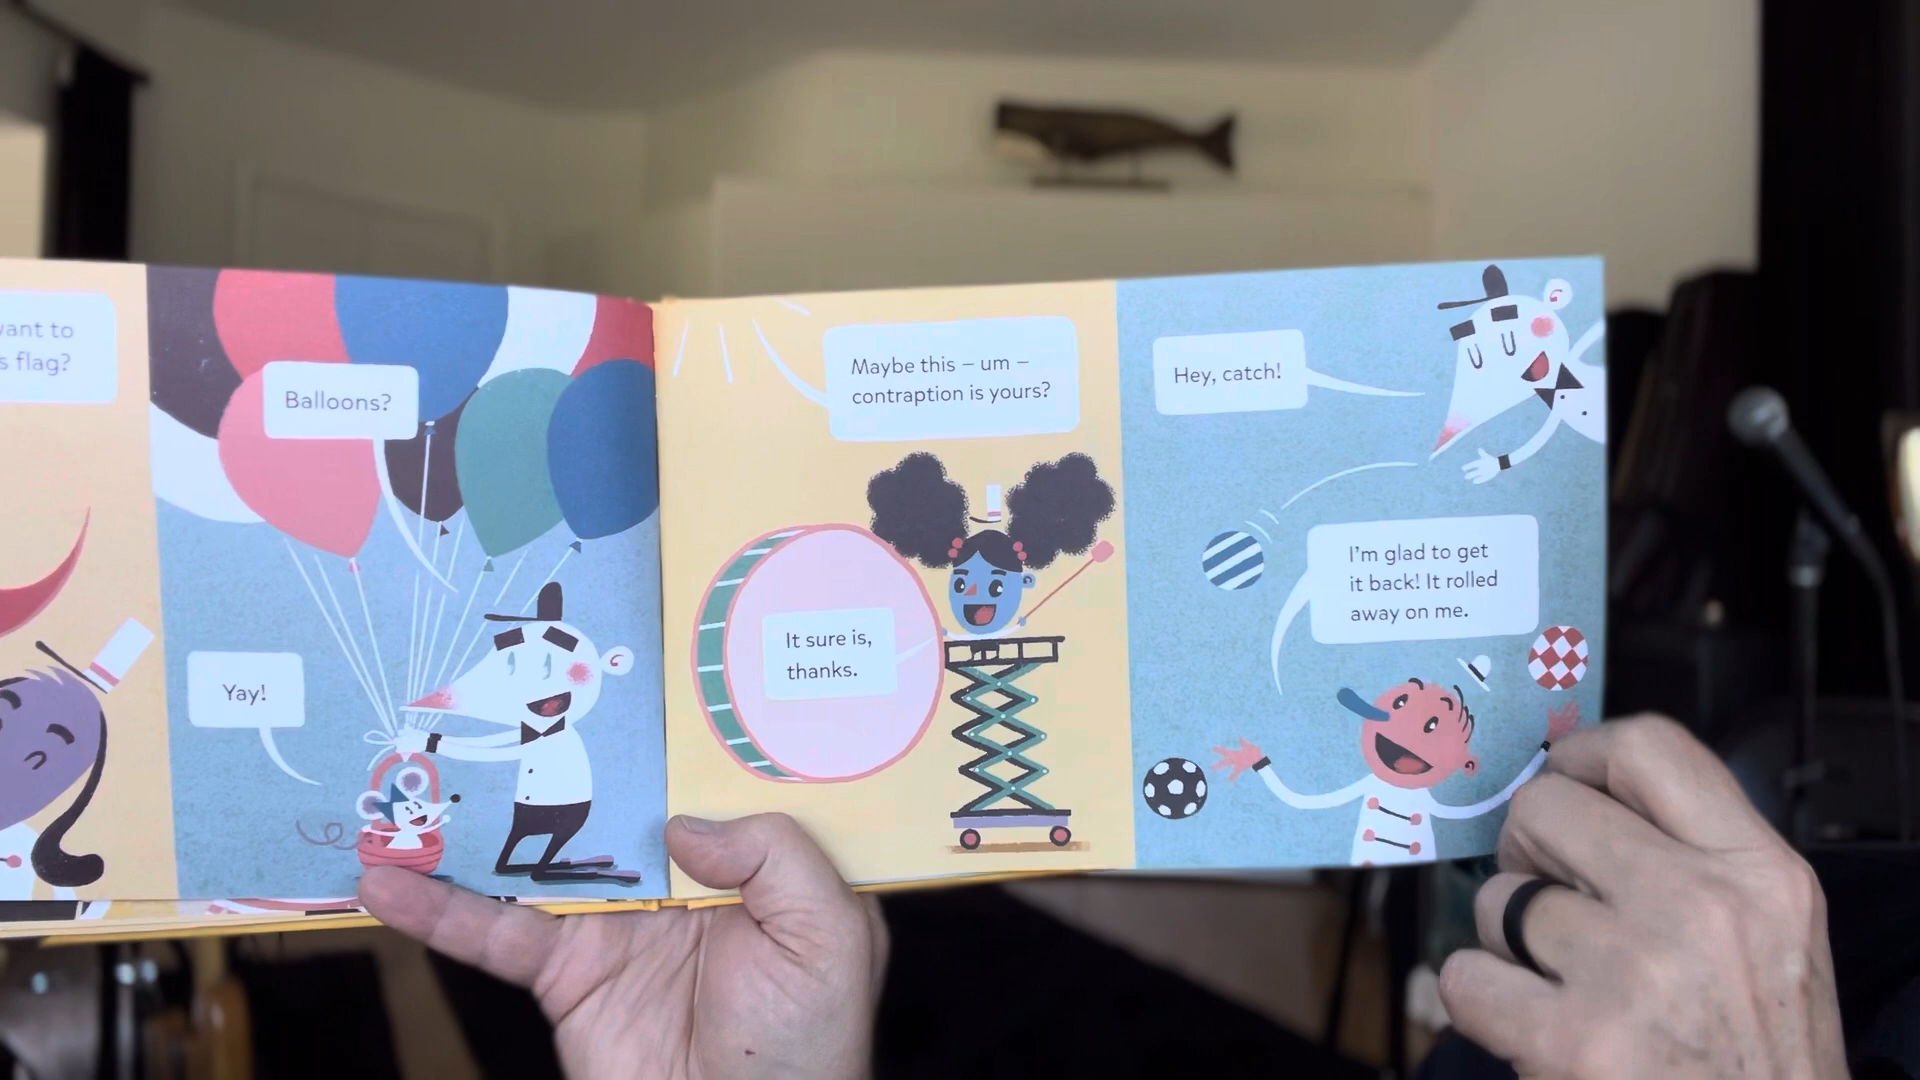 want to
s flag?
Balloons?
Yay!
Maybe this – um –
contraption is yours?
It sure is,
thanks.
Hey, catch!
I'm glad to get
it back! It rolled
away on me.